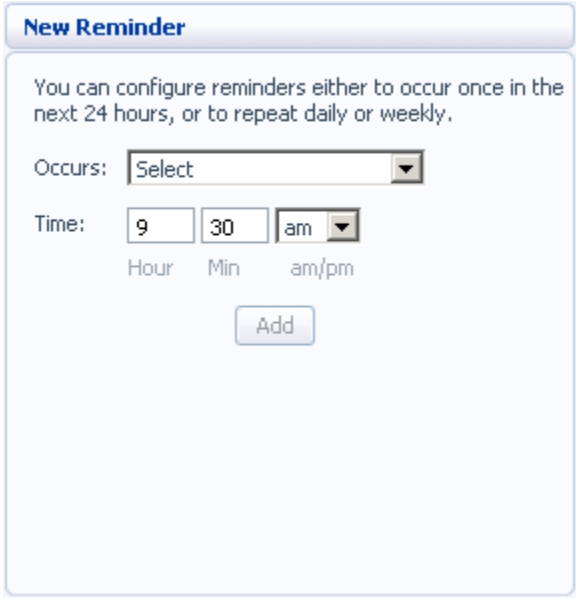 New Reminder
You can configure reminders either to occur once in the
next 24 hours, or to repeat daily or weekly.
Occurs: Select
Time: 9 30 am
Hour Min am/pm
Add